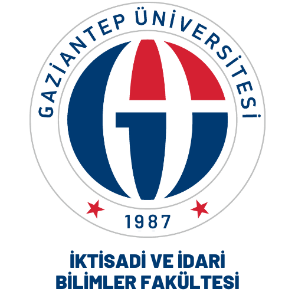 GAZİANTEP ÜNİVERSİTESİ
1987
İKTİSADİ VE İDARİ
BİLİMLER FAKÜLTESİ